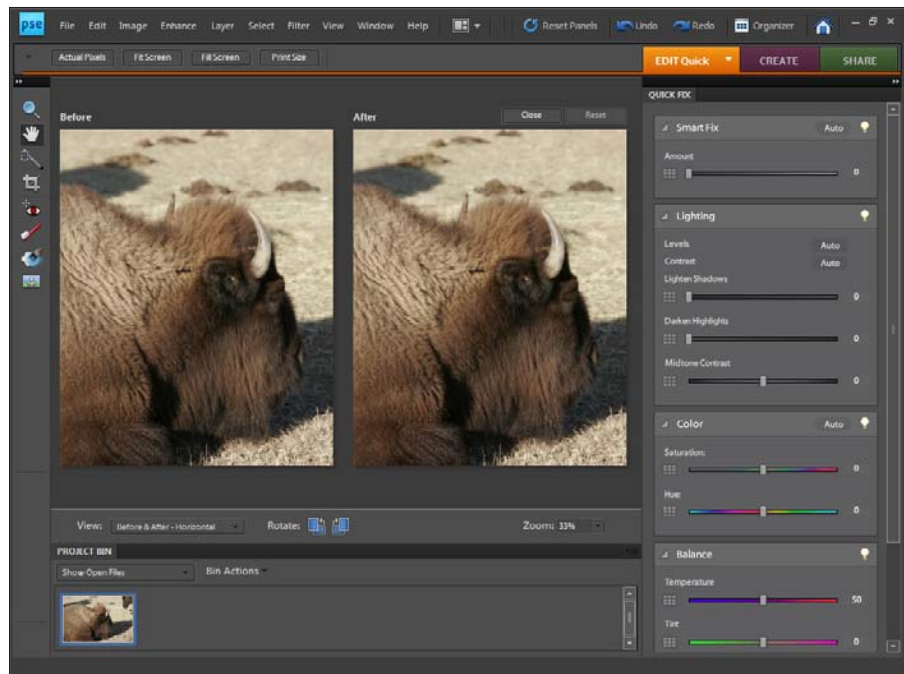 pse File Edit Image Enhance Layer Select Filter View Window Help Reset Panels Undo Redo Organizer
Actual Pixels Fit Screen Fill Screen Print Size EDIT Quick CREATE SHARE
QUICK FIX
Before After Close Reset
Smart Fix Auto
Amount
0
Lighting
Levels Auto
Contrast Auto
Lighten Shadows
0
Darken Highlights
0
Midtone Contrast
0
Color Auto
Saturation:
0
Hue:
0
Balance
Temperature
50
Tint
0
View: Before & After - Horizontal Rotate: Zoom: 33%
PROJECT BIN
Show Open Files Bin Actions